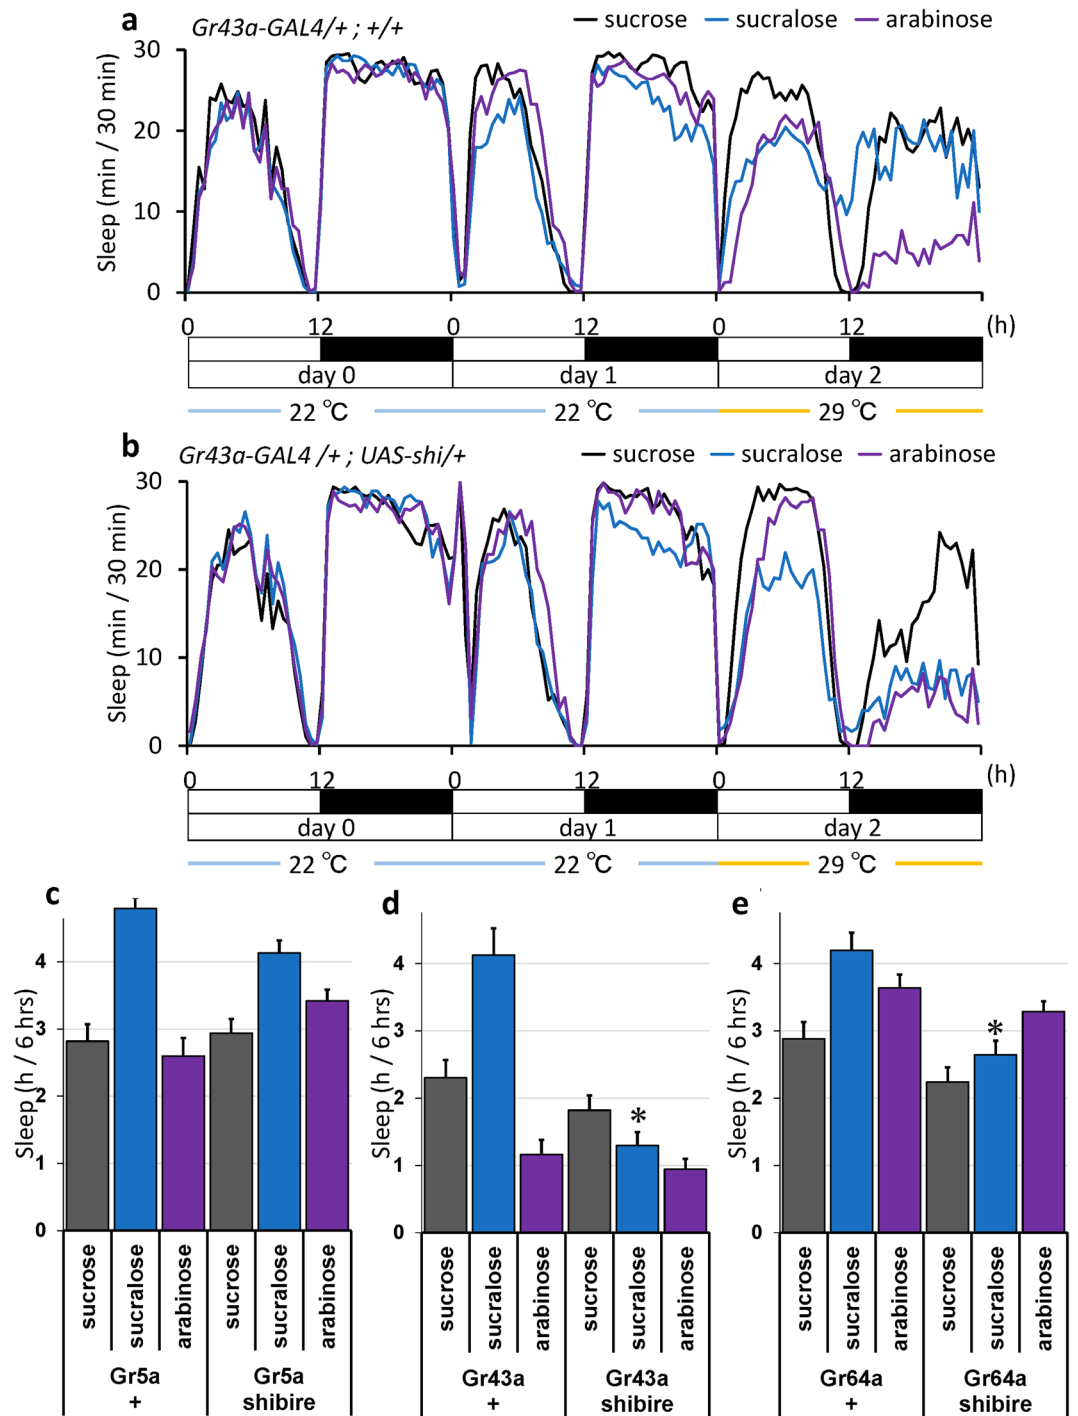 a
Gr43a-GAL4/+ ; +/+
sucrose sucralose arabinose
Sleep (min / 30 min)
30
20
10
0
0 12 0 12 0 12 (h)
day 0 day 1 day 2
22 ℃ 22 ℃ 29 ℃
b
Gr43a-GAL4 /+ ; UAS-shi/+
sucrose sucralose arabinose
Sleep (min / 30 min)
30
20
10
0
0 12 0 12 0 12 (h)
day 0 day 1 day 2
22 ℃ 22 ℃ 29 ℃
c
Sleep (h / 6 hrs)
4
3
2
1
0
sucrose sucralose arabinose sucrose sucralose arabinose
Gr5a Gr5a
+ shibire
d
Sleep (h / 6 hrs)
4
3
2
1
0
*
sucrose sucralose arabinose sucrose sucralose arabinose
Gr43a Gr43a
+ shibire
e
Sleep (h / 6 hrs)
4
3
2
1
0
*
sucrose sucralose arabinose sucrose sucralose arabinose
Gr64a Gr64a
+ shibire